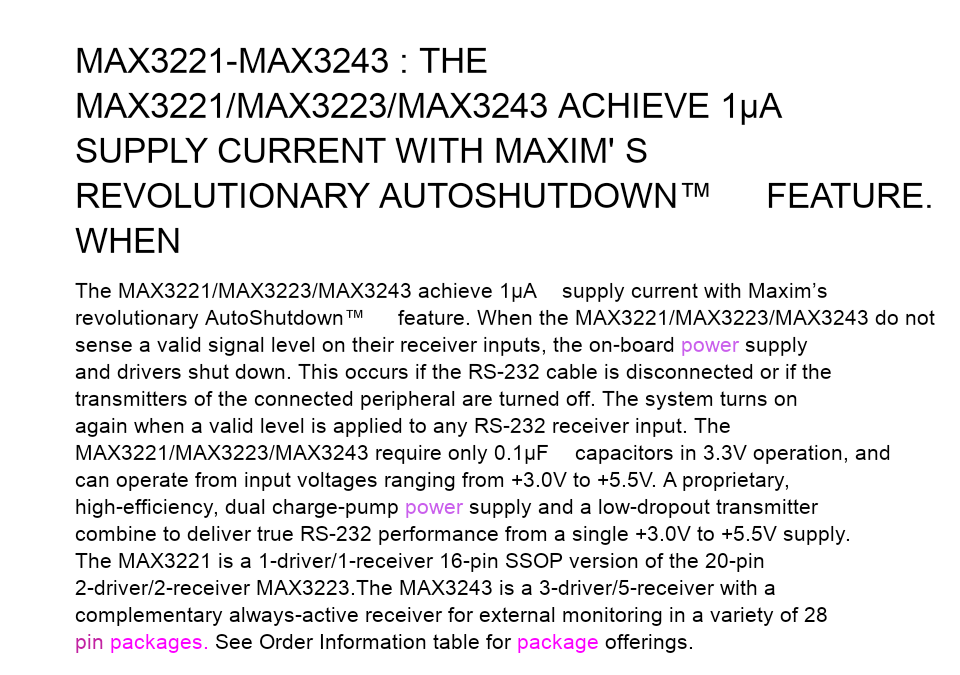 MAX3221-MAX3243 : THE
MAX3221/MAX3223/MAX3243 ACHIEVE 1µA
SUPPLY CURRENT WITH MAXIM' S
REVOLUTIONARY AUTOSHUTDOWN™ FEATURE.
WHEN
The MAX3221/MAX3223/MAX3243 achieve 1µA supply current with Maxim’s
revolutionary AutoShutdown™ feature. When the MAX3221/MAX3223/MAX3243 do not
sense a valid signal level on their receiver inputs, the on-board power supply
and drivers shut down. This occurs if the RS-232 cable is disconnected or if the
transmitters of the connected peripheral are turned off. The system turns on
again when a valid level is applied to any RS-232 receiver input. The
MAX3221/MAX3223/MAX3243 require only 0.1µF capacitors in 3.3V operation, and
can operate from input voltages ranging from +3.0V to +5.5V. A proprietary,
high-efficiency, dual charge-pump power supply and a low-dropout transmitter
combine to deliver true RS-232 performance from a single +3.0V to +5.5V supply.
The MAX3221 is a 1-driver/1-receiver 16-pin SSOP version of the 20-pin
2-driver/2-receiver MAX3223.The MAX3243 is a 3-driver/5-receiver with a
complementary always-active receiver for external monitoring in a variety of 28
pin packages. See Order Information table for package offerings.